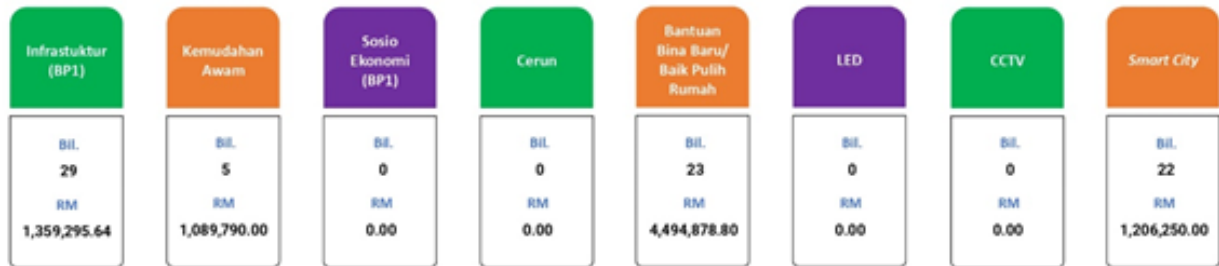 Infrastuktur
(BP1)
Bil.
29
RM
1,359,295.64
Kemudahan
Awam
Bil.
5
RM
1,089,790.00
Sosio
Ekonomi
(BP1)
Bil.
0
RM
0.00
Cerun
Bil.
0
RM
0.00
Bantuan
Bina Baru/
Baik Pulih
Rumah
Bil.
23
RM
4,494,878.80
LED
Bil.
0
RM
0.00
CCTV
Bil.
0
RM
0.00
Smart City
Bil.
22
RM
1,206,250.00